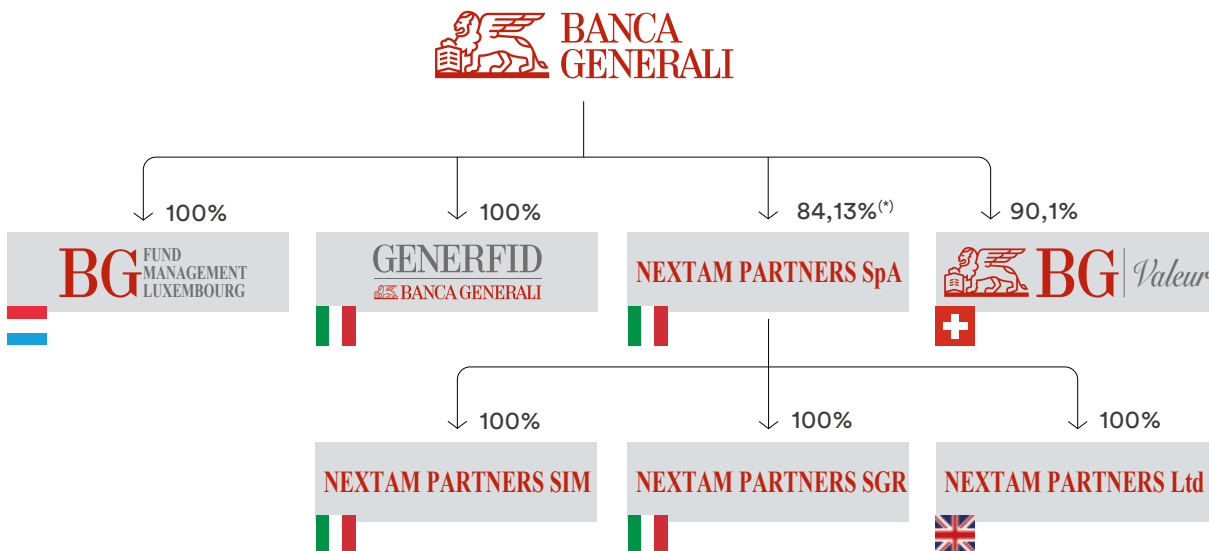 BANCA
GENERALI
100%
100%
84,13%(*)
90,1%
BG FUND
MANAGEMENT
LUXEMBOURG
GENERFID
BANCA GENERALI
NEXTAM PARTNERS SpA
BG Valeur
100%
100%
100%
NEXTAM PARTNERS SIM
NEXTAM PARTNERS SGR
NEXTAM PARTNERS Ltd